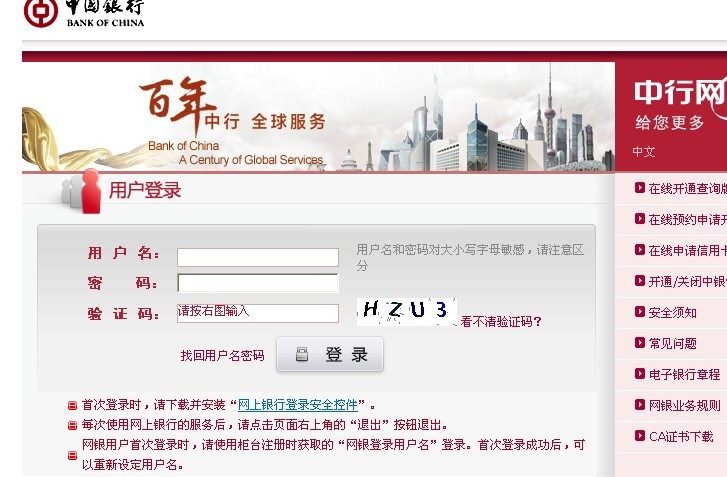 中国银行
BANK OF CHINA
百年中行 全球服务
Bank of China
A Century of Global Services
中行网
给您更多
中文
用户登录
用 户 名：
用户名和密码对大小写字母敏感，请注意区
分
密 码：
验 证 码：
请按右图输入
HZU3
看不清验证码？
找回用户名密码
登 录
首次登录时，请下载并安装“网上银行登录安全控件”。
每次使用网上银行的服务后，请点击页面右上角的“退出”按钮退出。
网银用户首次登录时，请使用柜台注册时获取的“网银登录用户名”登录。首次登录成功后，可
以重新设定用户名。
在线开通查询版
在线预约申请开
在线申请信用卡
开通/关闭中银
安全须知
常见问题
电子银行章程
网银业务规则
CA证书下载